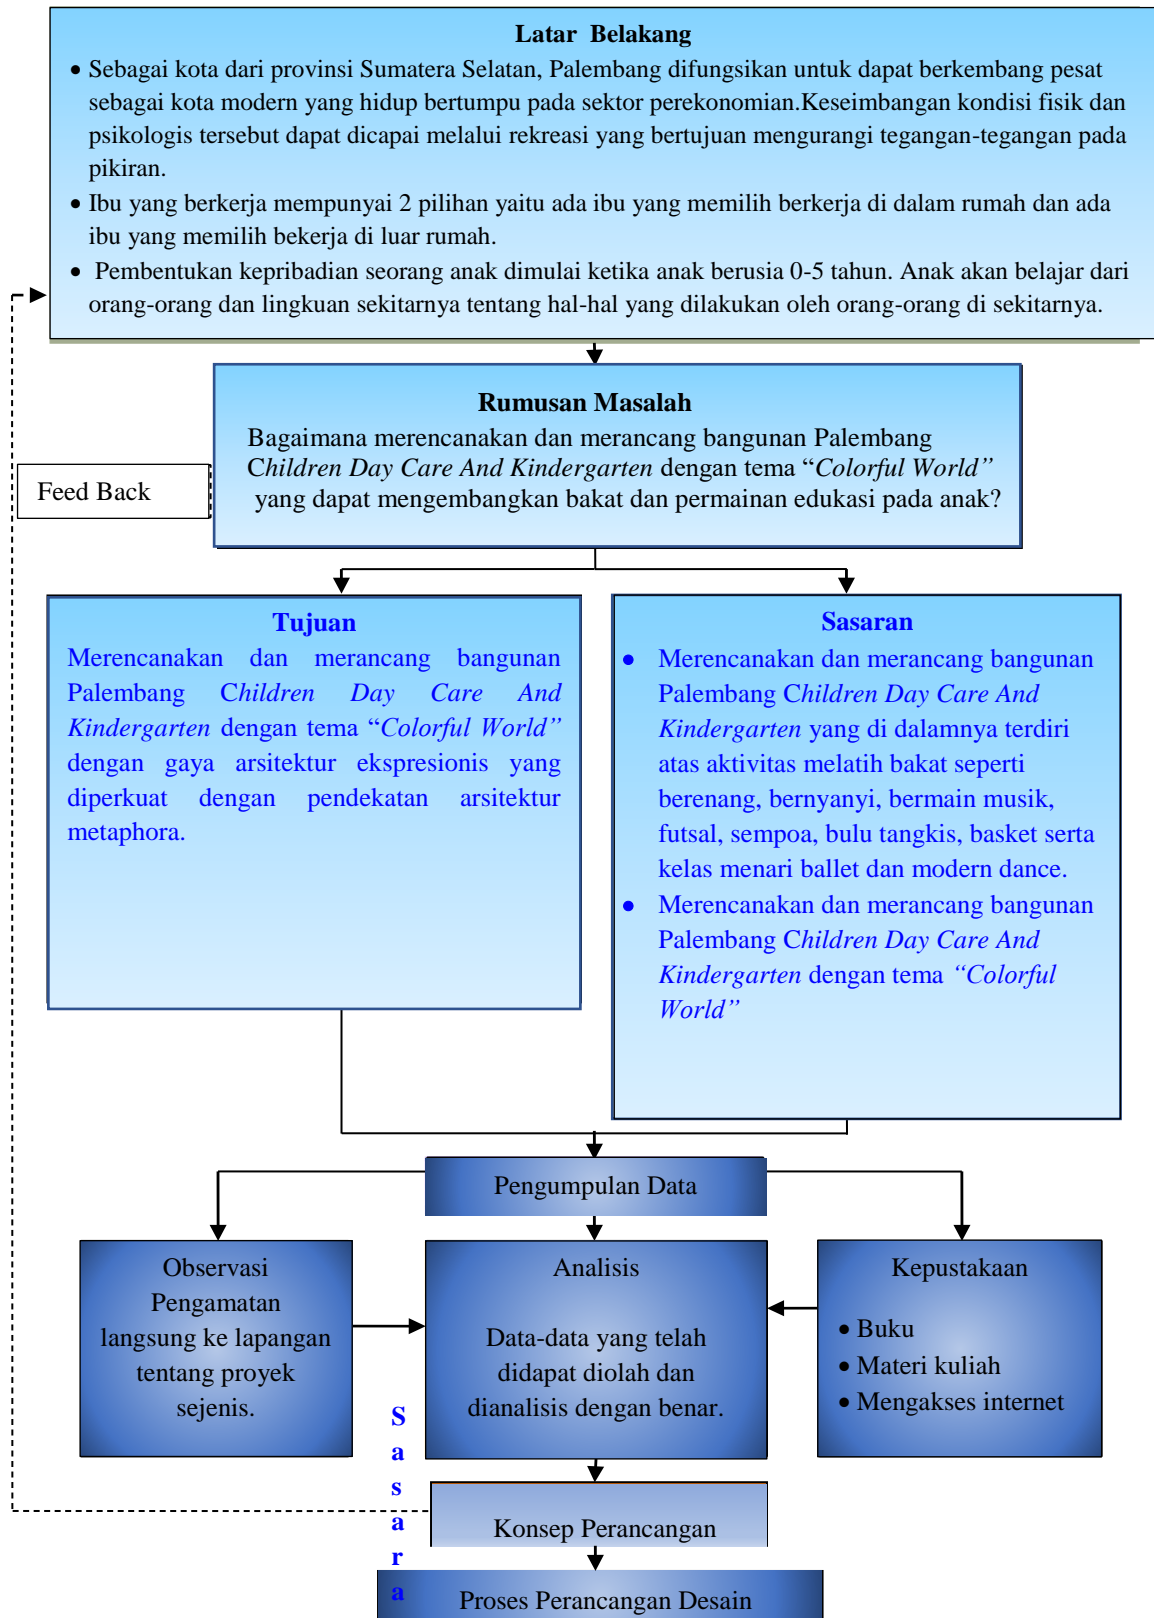 Latar Belakang
• Sebagai kota dari provinsi Sumatera Selatan, Palembang difungsikan untuk dapat berkembang pesat
sebagai kota modern yang hidup bertumpu pada sektor perekonomian.Keseimbangan kondisi fisik dan
psikologis tersebut dapat dicapai melalui rekreasi yang bertujuan mengurangi tegangan-tegangan pada
pikiran.
• Ibu yang berkerja mempunyai 2 pilihan yaitu ada ibu yang memilih berkerja di dalam rumah dan ada
ibu yang memilih bekerja di luar rumah.
• Pembentukan kepribadian seorang anak dimulai ketika anak berusia 0-5 tahun. Anak akan belajar dari
orang-orang dan lingkuan sekitarnya tentang hal-hal yang dilakukan oleh orang-orang di sekitarnya.
Rumusan Masalah
Bagaimana merencanakan dan merancang bangunan Palembang
Children Day Care And Kindergarten dengan tema “Colorful World”
yang dapat mengembangkan bakat dan permainan edukasi pada anak?
Feed Back
Tujuan
Merencanakan dan merancang bangunan
Palembang Children Day Care And
Kindergarten dengan tema “Colorful World”
dengan gaya arsitektur ekspresionis yang
diperkuat dengan pendekatan arsitektur
metaphora.
Sasaran
• Merencanakan dan merancang bangunan
Palembang Children Day Care And
Kindergarten yang di dalamnya terdiri
atas aktivitas melatih bakat seperti
berenang, bernyanyi, bermain musik,
futsal, sempoa, bulu tangkis, basket serta
kelas menari ballet dan modern dance.
• Merencanakan dan merancang bangunan
Palembang Children Day Care And
Kindergarten dengan tema “Colorful
World”
Pengumpulan Data
Observasi
Pengamatan
langsung ke lapangan
tentang proyek
sejenis.
Analisis
Data-data yang telah
didapat diolah dan
dianalisis dengan benar.
Kepustakaan
• Buku
• Materi kuliah
• Mengakses internet
S
a
s
a
r
a
Konsep Perancangan
Proses Perancangan Desain